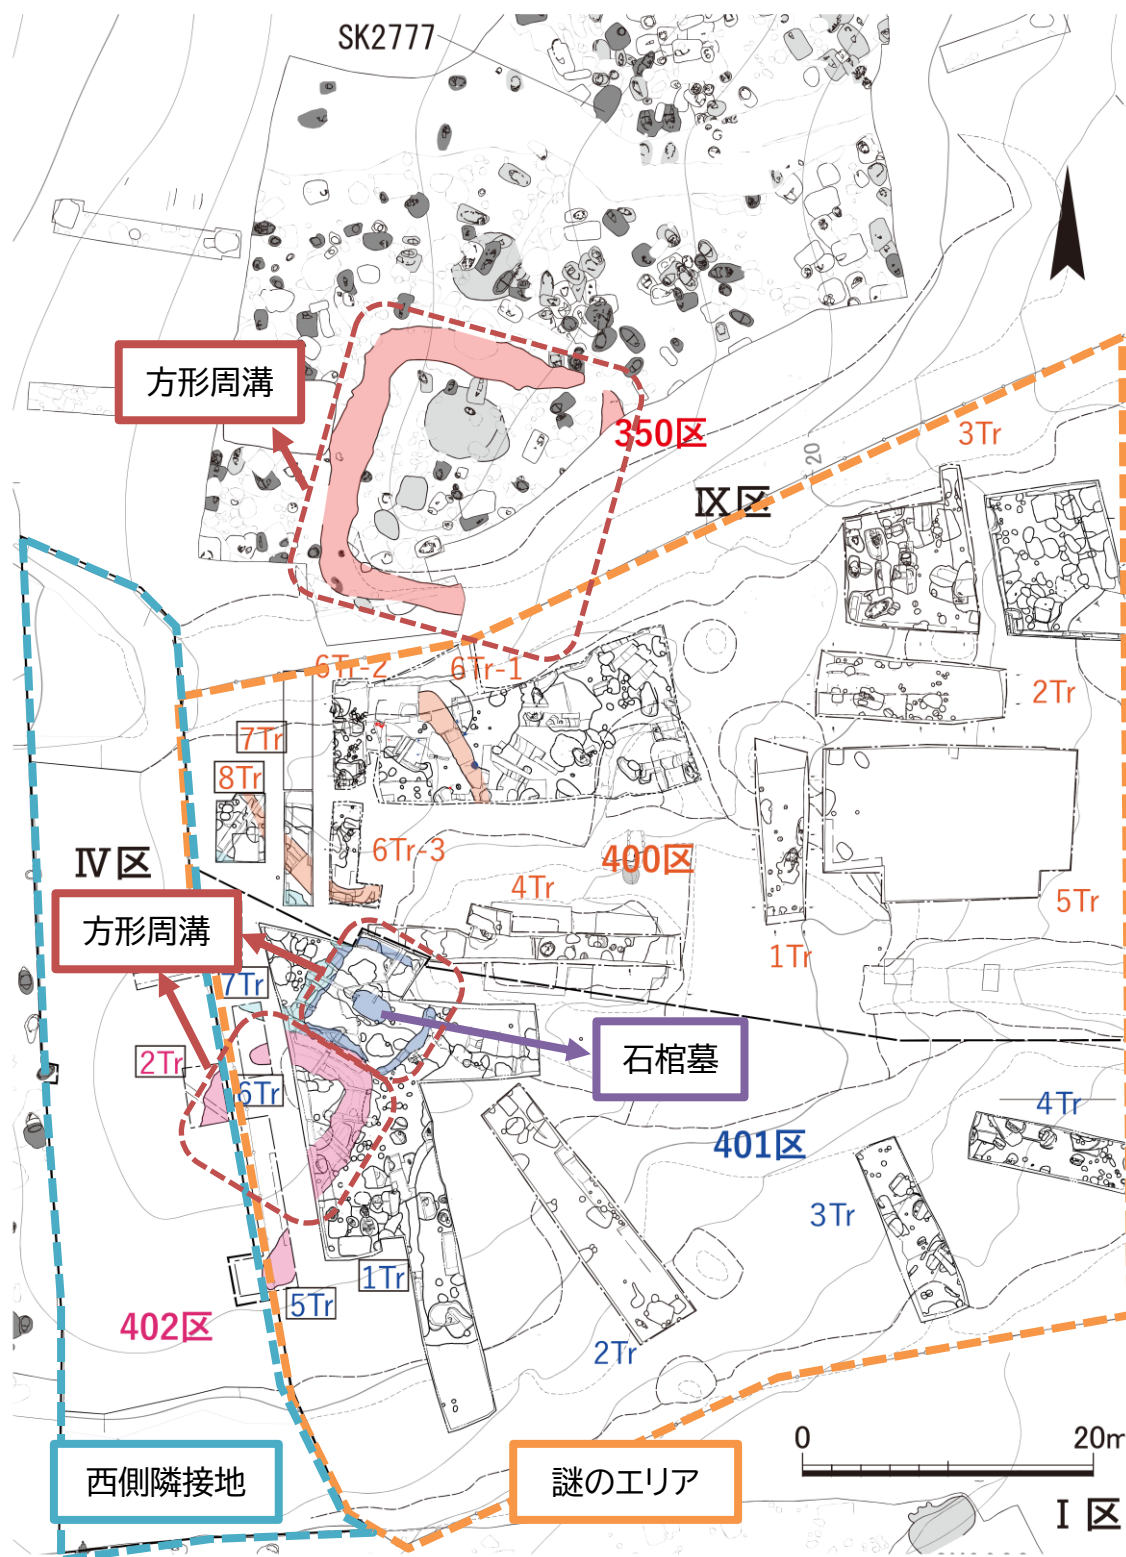 SK2777
方形周溝
350区
3Tr
20
Ⅸ区
6Tr-2
6Tr-1
2Tr
7Tr
8Tr
Ⅳ区
6Tr-3
400区
4Tr
5Tr
1Tr
方形周溝
7Tr
石棺墓
2Tr
6Tr
4Tr
401区
3Tr
1Tr
5Tr
402区
2Tr
0
20m
西側隣接地
謎のエリア
Ⅰ区